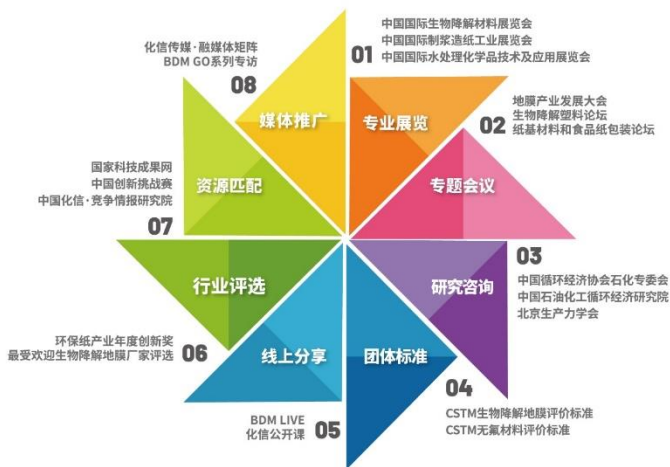 01
专业展览
中国国际生物降解材料展览会
中国国际制浆造纸工业展览会
中国国际水处理化学品技术及应用展览会
02
专题会议
地膜产业发展大会
生物降解塑料论坛
纸基材料和食品纸包装论坛
03
研究咨询
中国循环经济协会石化专委会
中国石油化工循环经济研究院
北京生产力学会
04
团体标准
CSTM生物降解地膜评价标准
CSTM无氟材料评价标准
05
线上分享
BDM LIVE
化信公开课
06
行业评选
环保纸产业年度创新奖
最受欢迎生物降解地膜厂家评选
07
资源匹配
国家科技成果网
中国创新挑战赛
中国化信·竞争情报研究院
08
媒体推广
化信传媒·融媒体矩阵
BDM GO系列专访